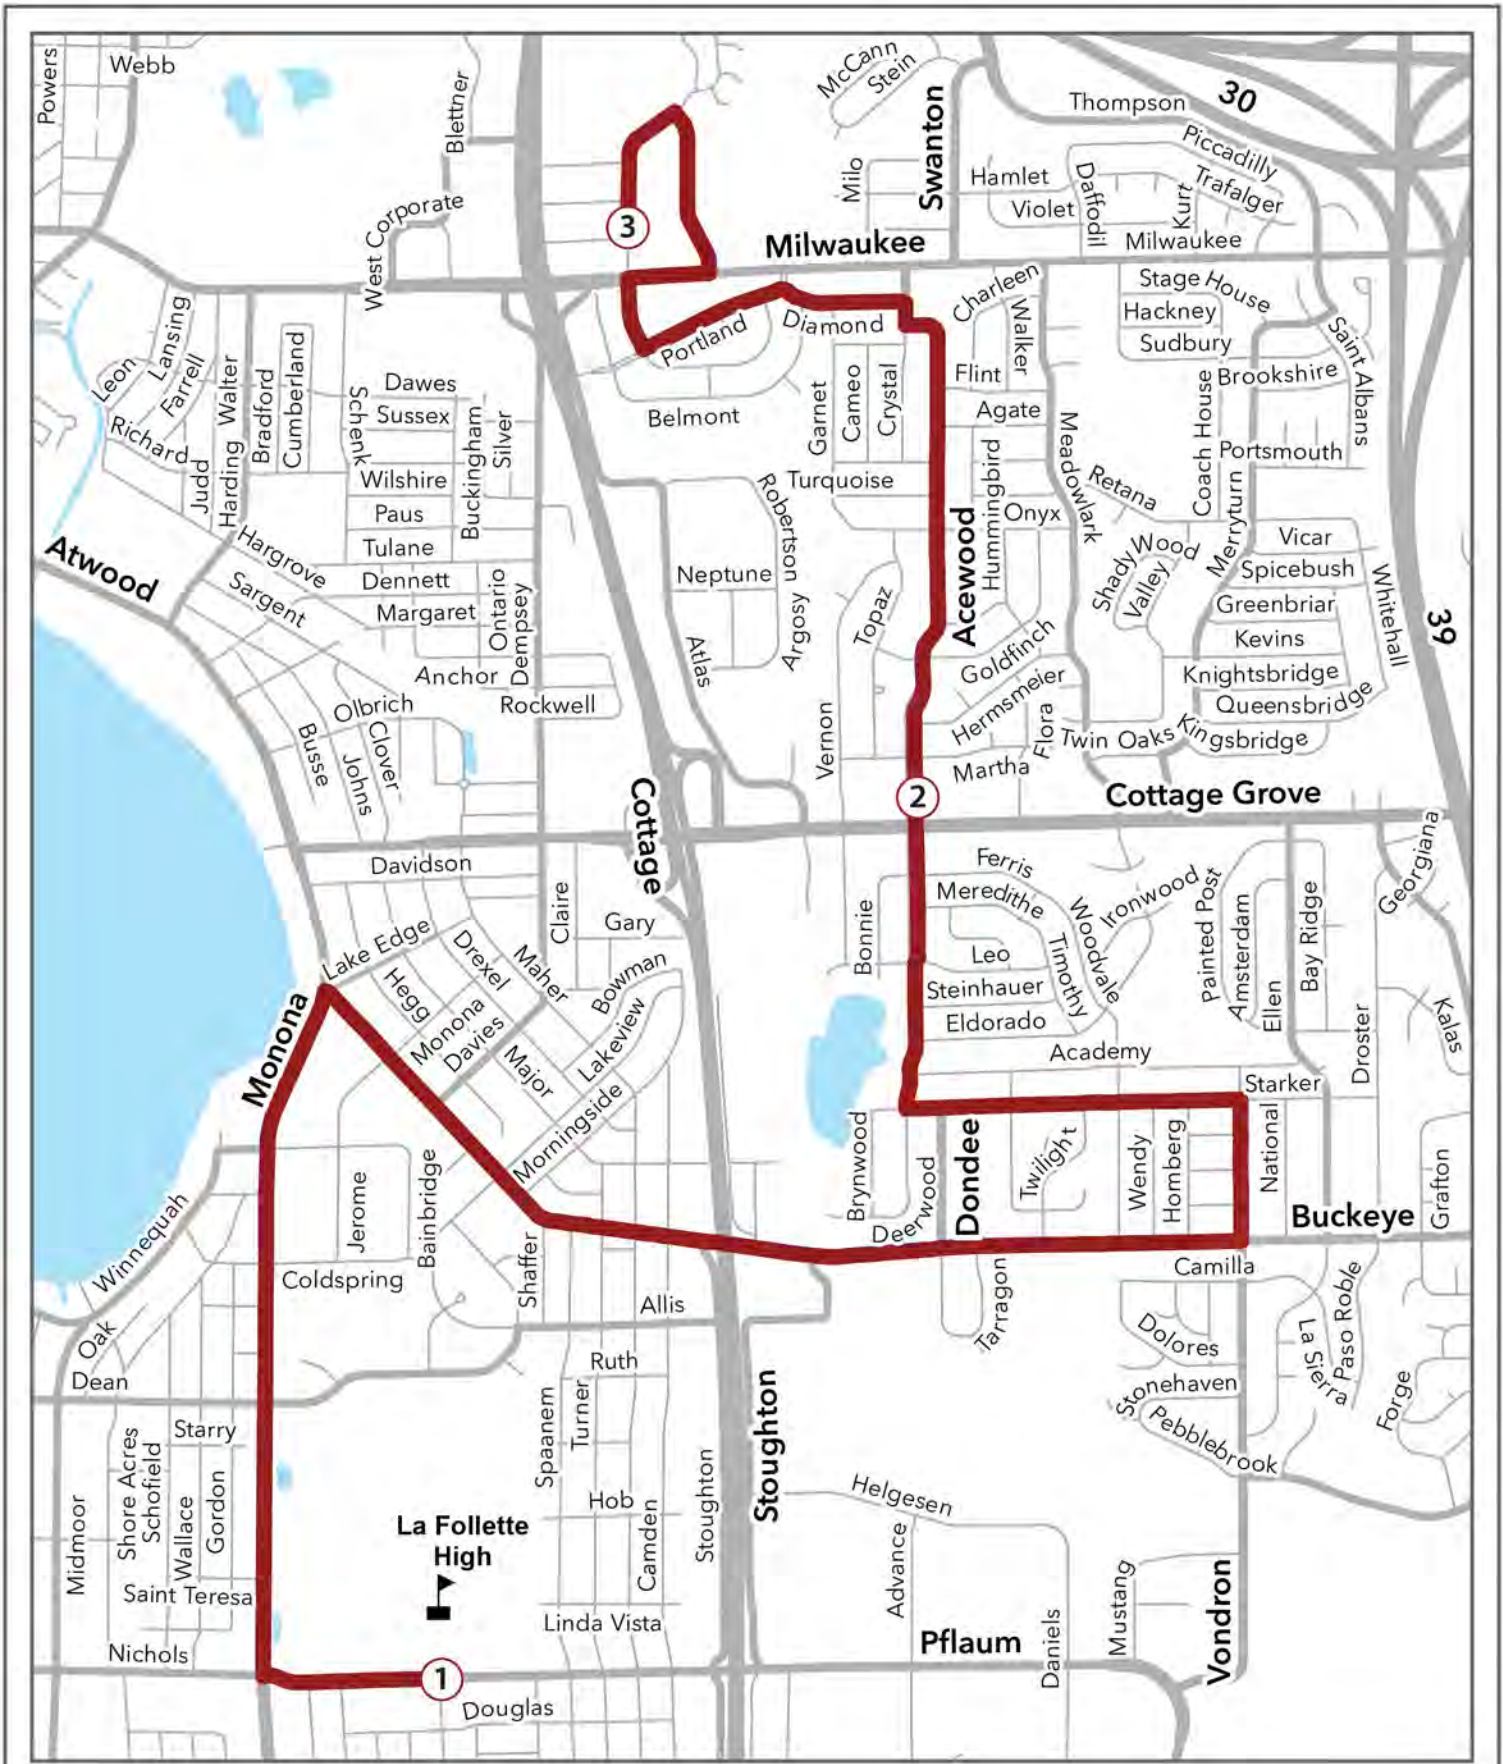 Powers
Webb
Blettner
McCann
Stein
Swanton
Thompson
30
Piccadilly
Trafalger
Milo
Hamlet
Violet
Daffodil
Kurt
West Corporate
3
Milwaukee
Milwaukee
Lansing
Leon
Farrell
Richard
Judd
Walter
Harding
Bradford
Cumberland
Schenk
Dawes
Sussex
Buckingham
Silver
Wilshire
Paus
Tulane
Portland
Diamond
Belmont
Garnet
Cameo
Crystal
Turquoise
Charleen
Walker
Flint
Agate
Stage House
Hackney
Sudbury
Saint Albans
Brookshire
Coach House
Portsmouth
Meadowlark
Hummingbird
Retana
Onyx
Merryturn
Acewood
Robertson
Neptune
Argosy
Atlas
Topaz
Vernon
Atwood
Hargrove
Sargent
Dennett
Margaret
Ontario
Dempsey
Anchor
Rockwell
Olbrich
Busse
Johns
Clover
Shady Wood
Valley
Vicar
Spicebush
Greenbriar
Kevins
Whitehall
39
Knightsbridge
Queensbridge
Kingsbridge
Goldfinch
Hermsmeier
Flora
Twin Oaks
Martha
2
Cottage Grove
Cottage
Davidson
Claire
Gary
Lake Edge
Drexel
Maher
Hegg
Bowman
Monona
Davies
Lakeview
Major
Morningside
Monona
Bonnie
Ferris
Meredithe
Ironwood
Woodvale
Leo
Timothy
Steinhauer
Eldorado
Academy
Painted Post
Amsterdam
Ellen
Bay Ridge
Georgiana
Droster
Kalas
Starker
Brynwood
Deerwood
Dondee
Twilight
Wendy
Homberg
National
Buckeye
Grafton
Winnequah
Jerome
Bainbridge
Coldspring
Shaffer
Allis
Oak
Dean
Ruth
Tarragon
Camilla
Dolores
La Sierra
Paso Roble
Stonehaven
Pebblebrook
Forge
Starry
Midmoor
Shore Acres
Schofield
Wallace
Gordon
Saint Teresa
Nichols
La Follette
High
Spaanem
Turner
Hob
Camden
Linda Vista
Stoughton
Stoughton
Helgesen
Advance
Pflaum
Daniels
Mustang
Vondron
1
Douglas